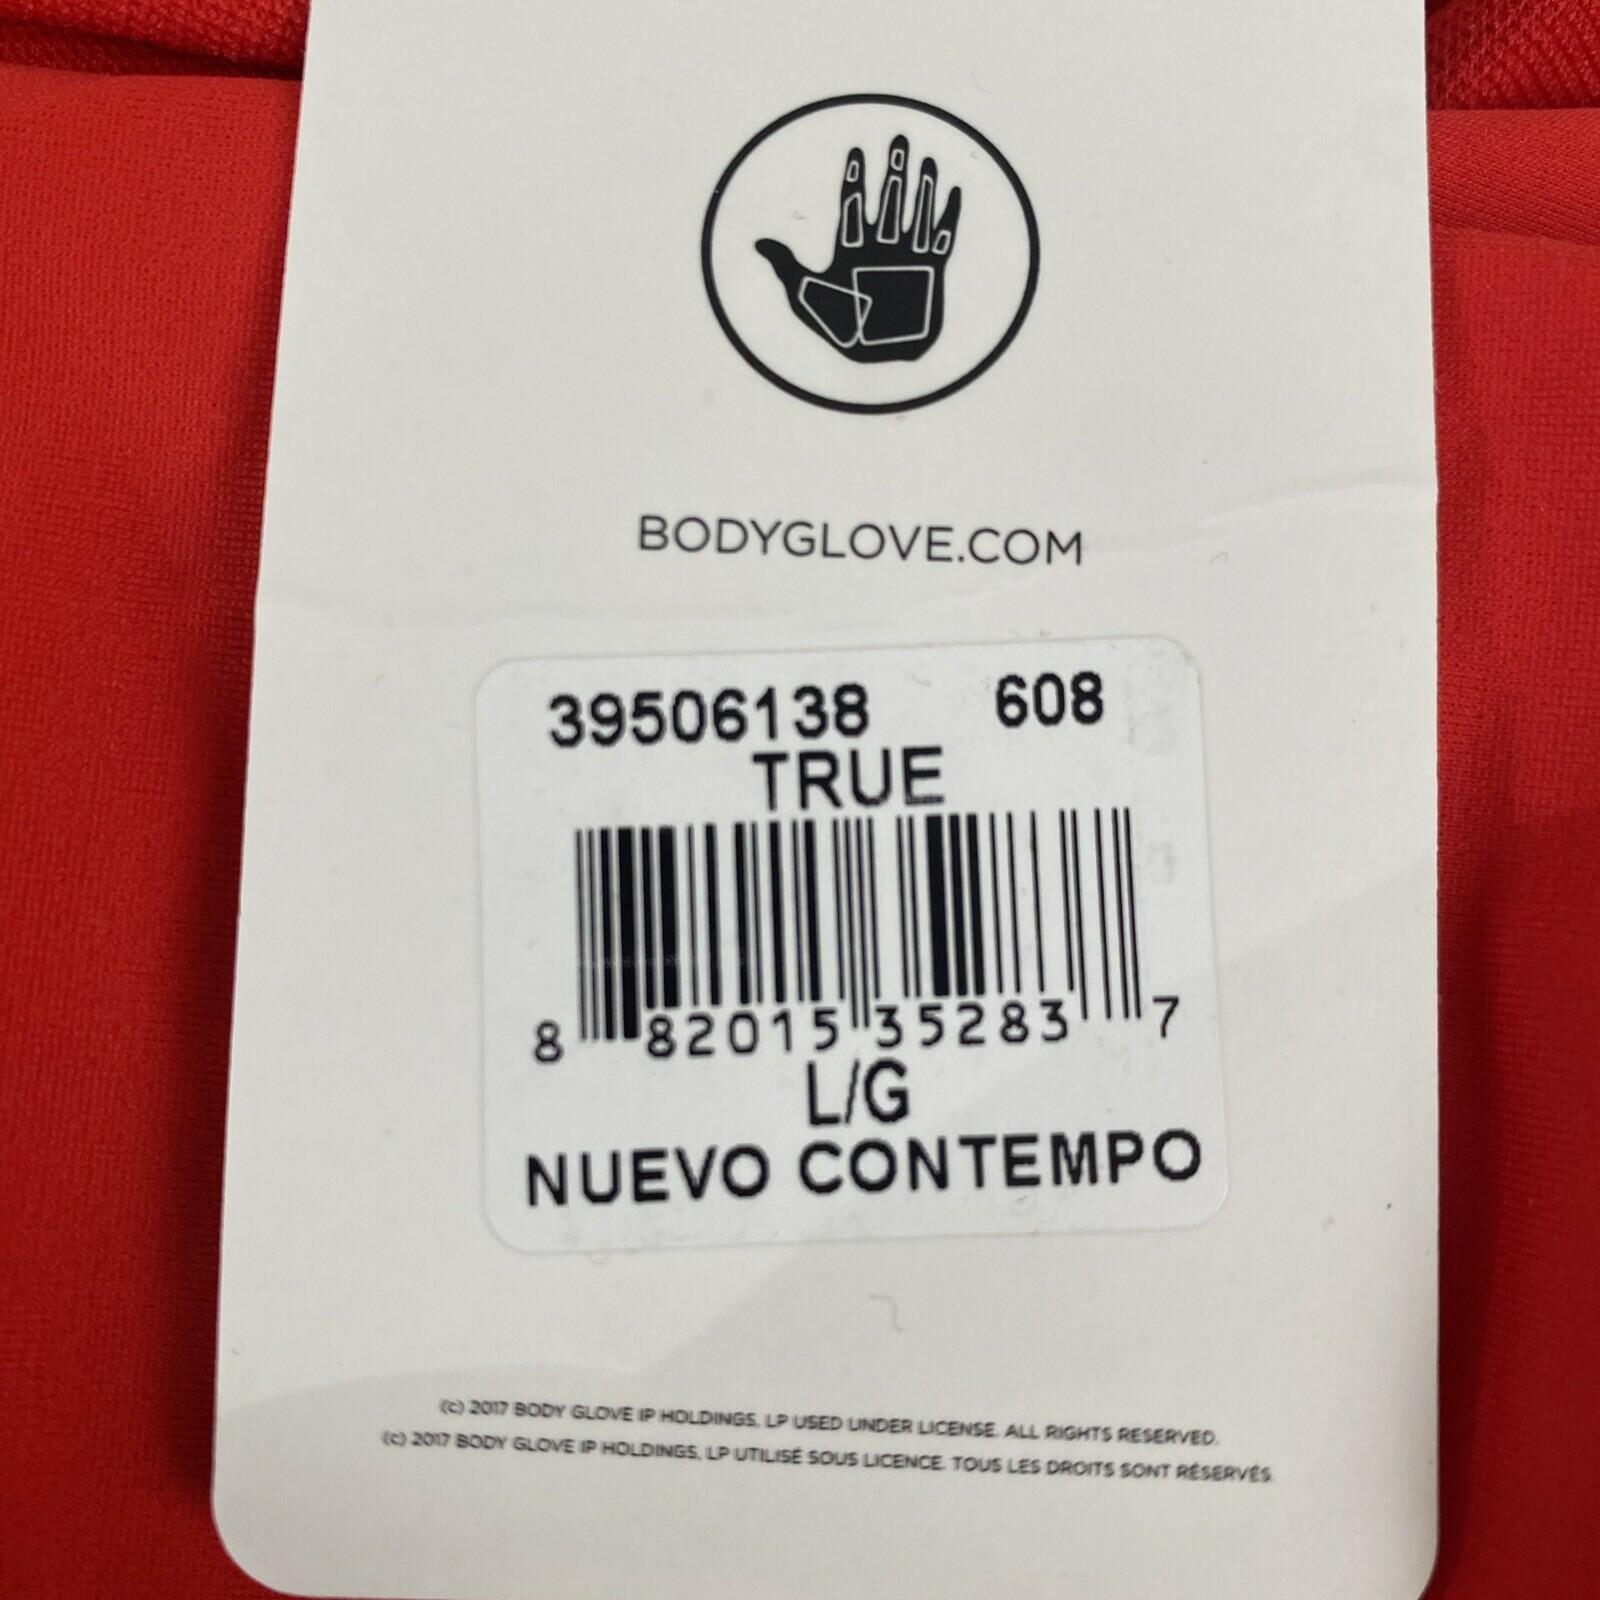 BODYGLOVE.COM
39506138 608
TRUE
8 82015 35283 7
L/G
NUEVO CONTEMPO
(c) 2017 BODY GLOVE IP HOLDINGS, LP USED UNDER LICENSE. ALL RIGHTS RESERVED.
(c) 2017 BODY GLOVE IP HOLDINGS, LP UTILISÉ SOUS LICENCE. TOUS LES DROITS SONT RÉSERVÉS.